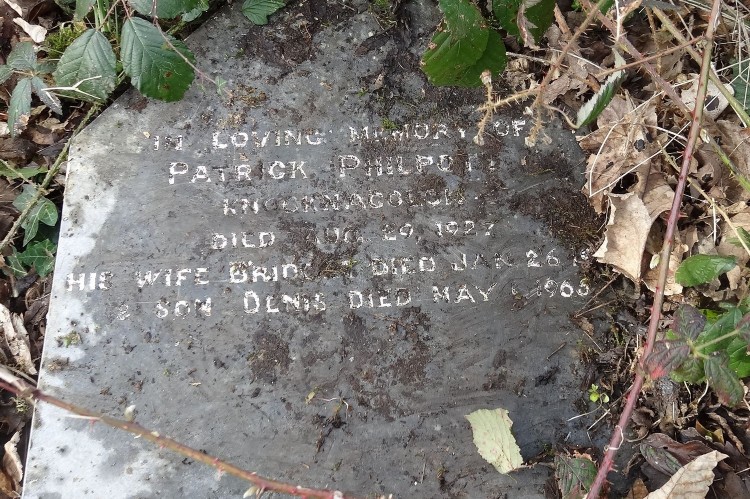 IN LOVING MEMORY OF
PATRICK PHILPOTT
KNOCKNAGOLOUGH
DIED AUG 29, 1927
HIS WIFE BRIDGET DIED JAN 26
& SON DENIS DIED MAY 1968